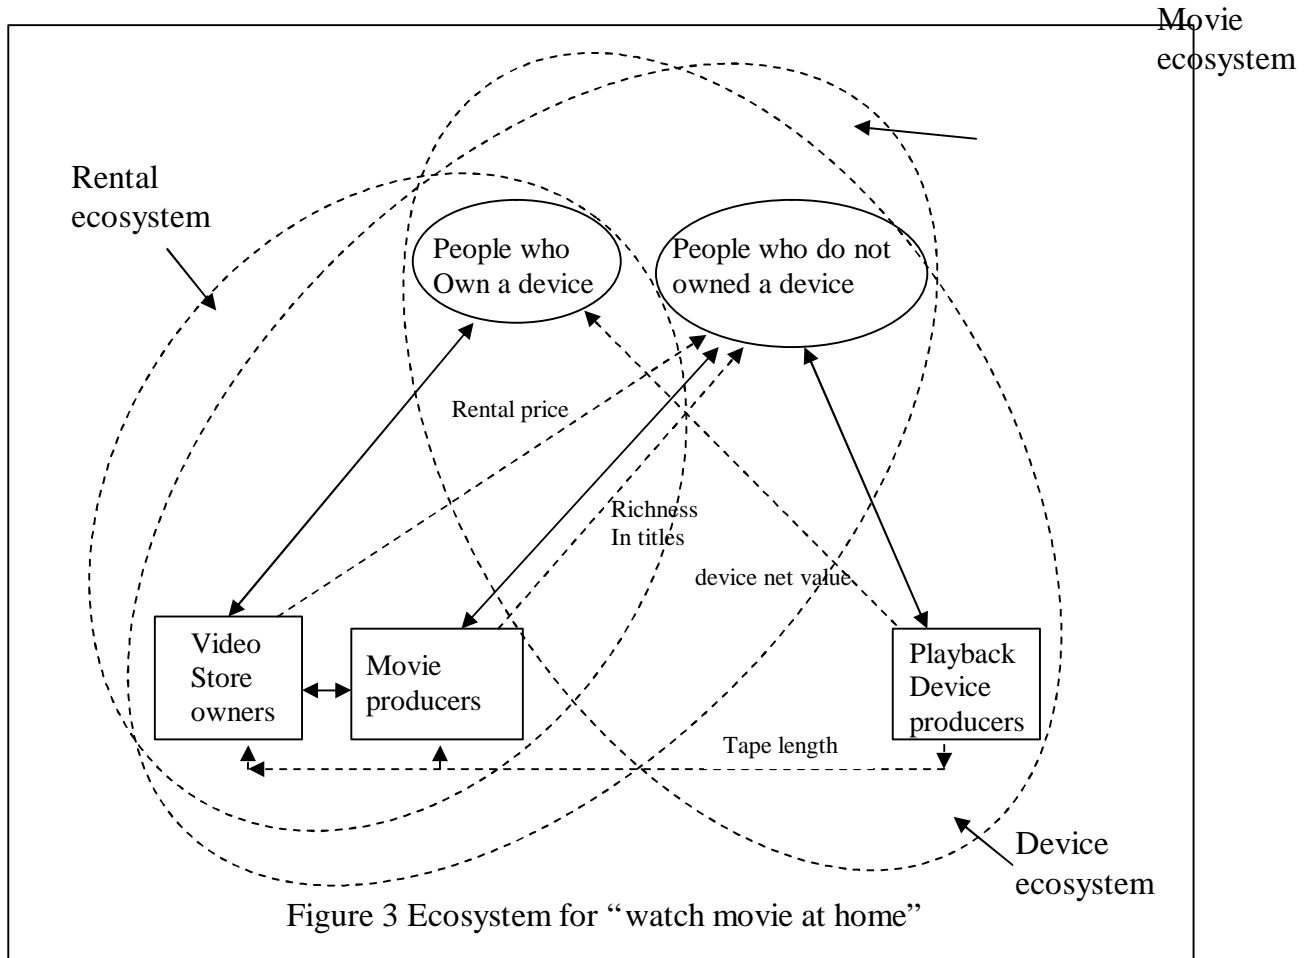 Movie
ecosystem
Rental
ecosystem
People who
Own a device
People who do not
owned a device
Rental price
Richness
In titles
device net value
Video
Store
owners
Movie
producers
Playback
Device
producers
Tape length
Device
ecosystem
Figure 3 Ecosystem for “watch movie at home”